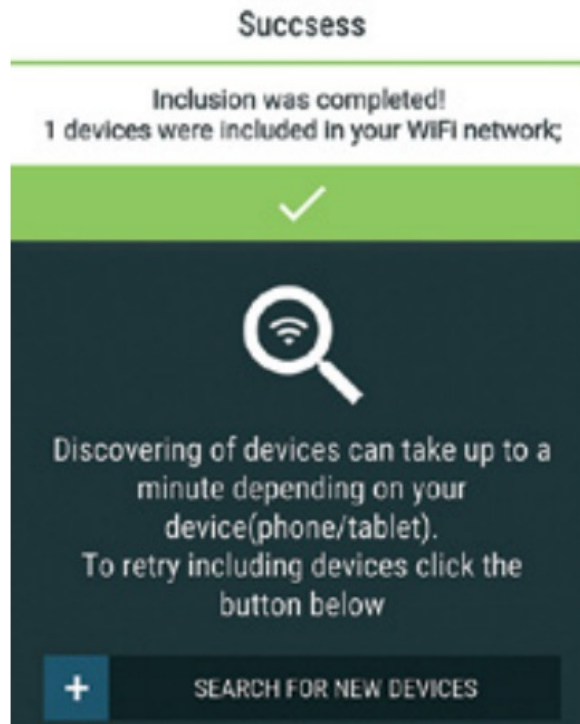 Succsess
Inclusion was completed!
1 devices were included in your WiFi network;
Discovering of devices can take up to a
minute depending on your
device(phone/tablet).
To retry including devices click the
button below
+ SEARCH FOR NEW DEVICES